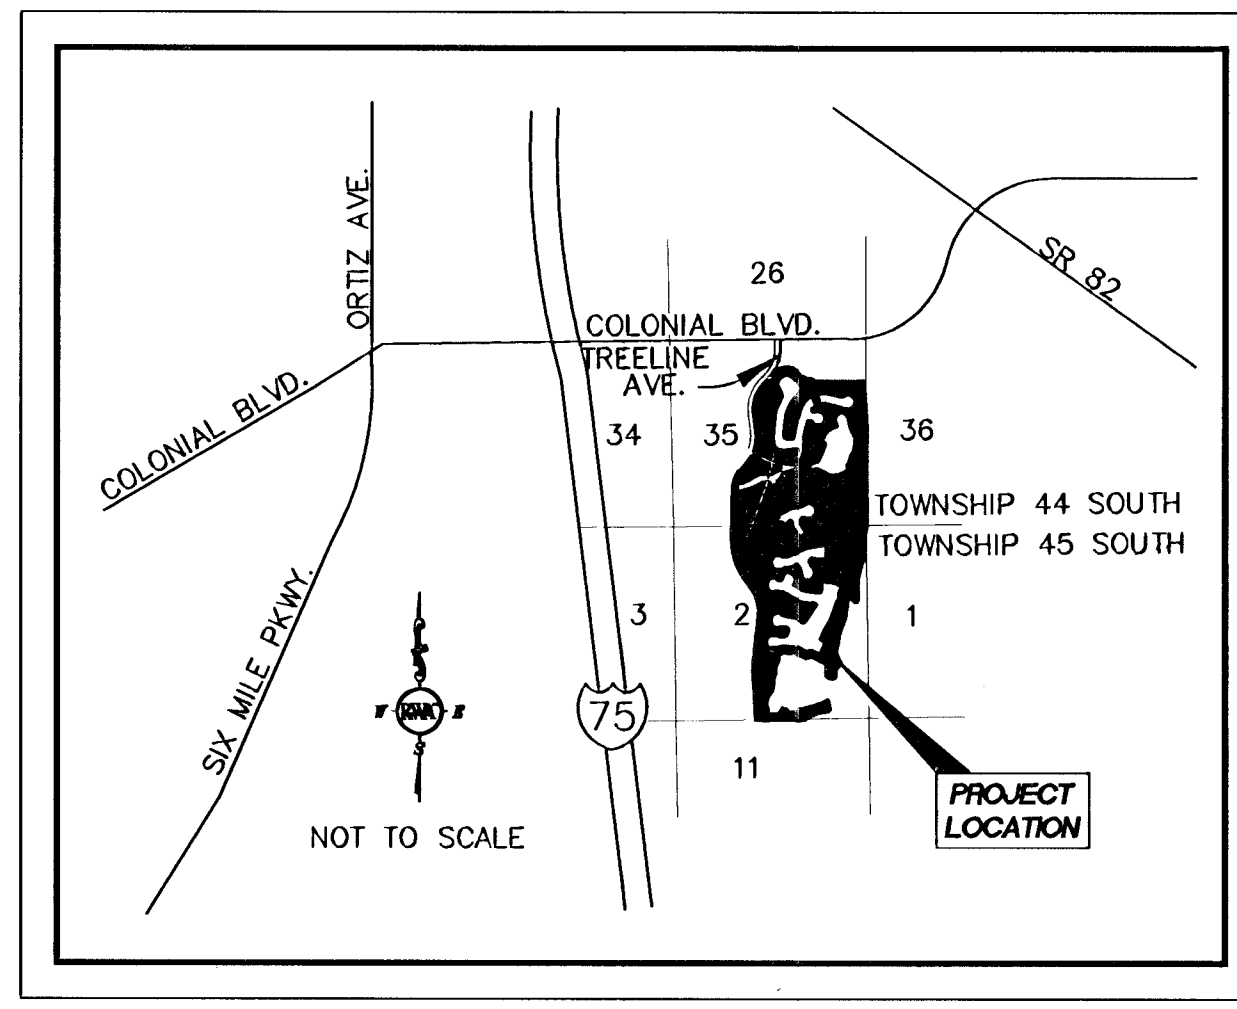 ORTIZ AVE.
26
SR 82
COLONIAL BLVD.
TREELINE
AVE.
COLONIAL BLVD.
34
35
36
TOWNSHIP 44 SOUTH
TOWNSHIP 45 SOUTH
3
2
1
SIX MILE PKWY.
W
RWA
E
S
75
11
PROJECT
LOCATION
NOT TO SCALE